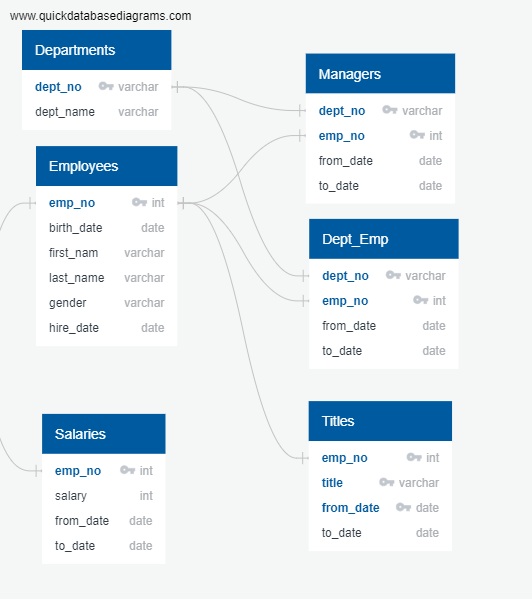 www.quickdatabasediagrams.com
Departments
dept_no varchar
dept_name varchar
Employees
emp_no int
birth_date date
first_nam varchar
last_name varchar
gender varchar
hire_date date
Salaries
emp_no int
salary int
from_date date
to_date date
Managers
dept_no varchar
emp_no int
from_date date
to_date date
Dept_Emp
dept_no varchar
emp_no int
from_date date
to_date date
Titles
emp_no int
title varchar
from_date date
to_date date